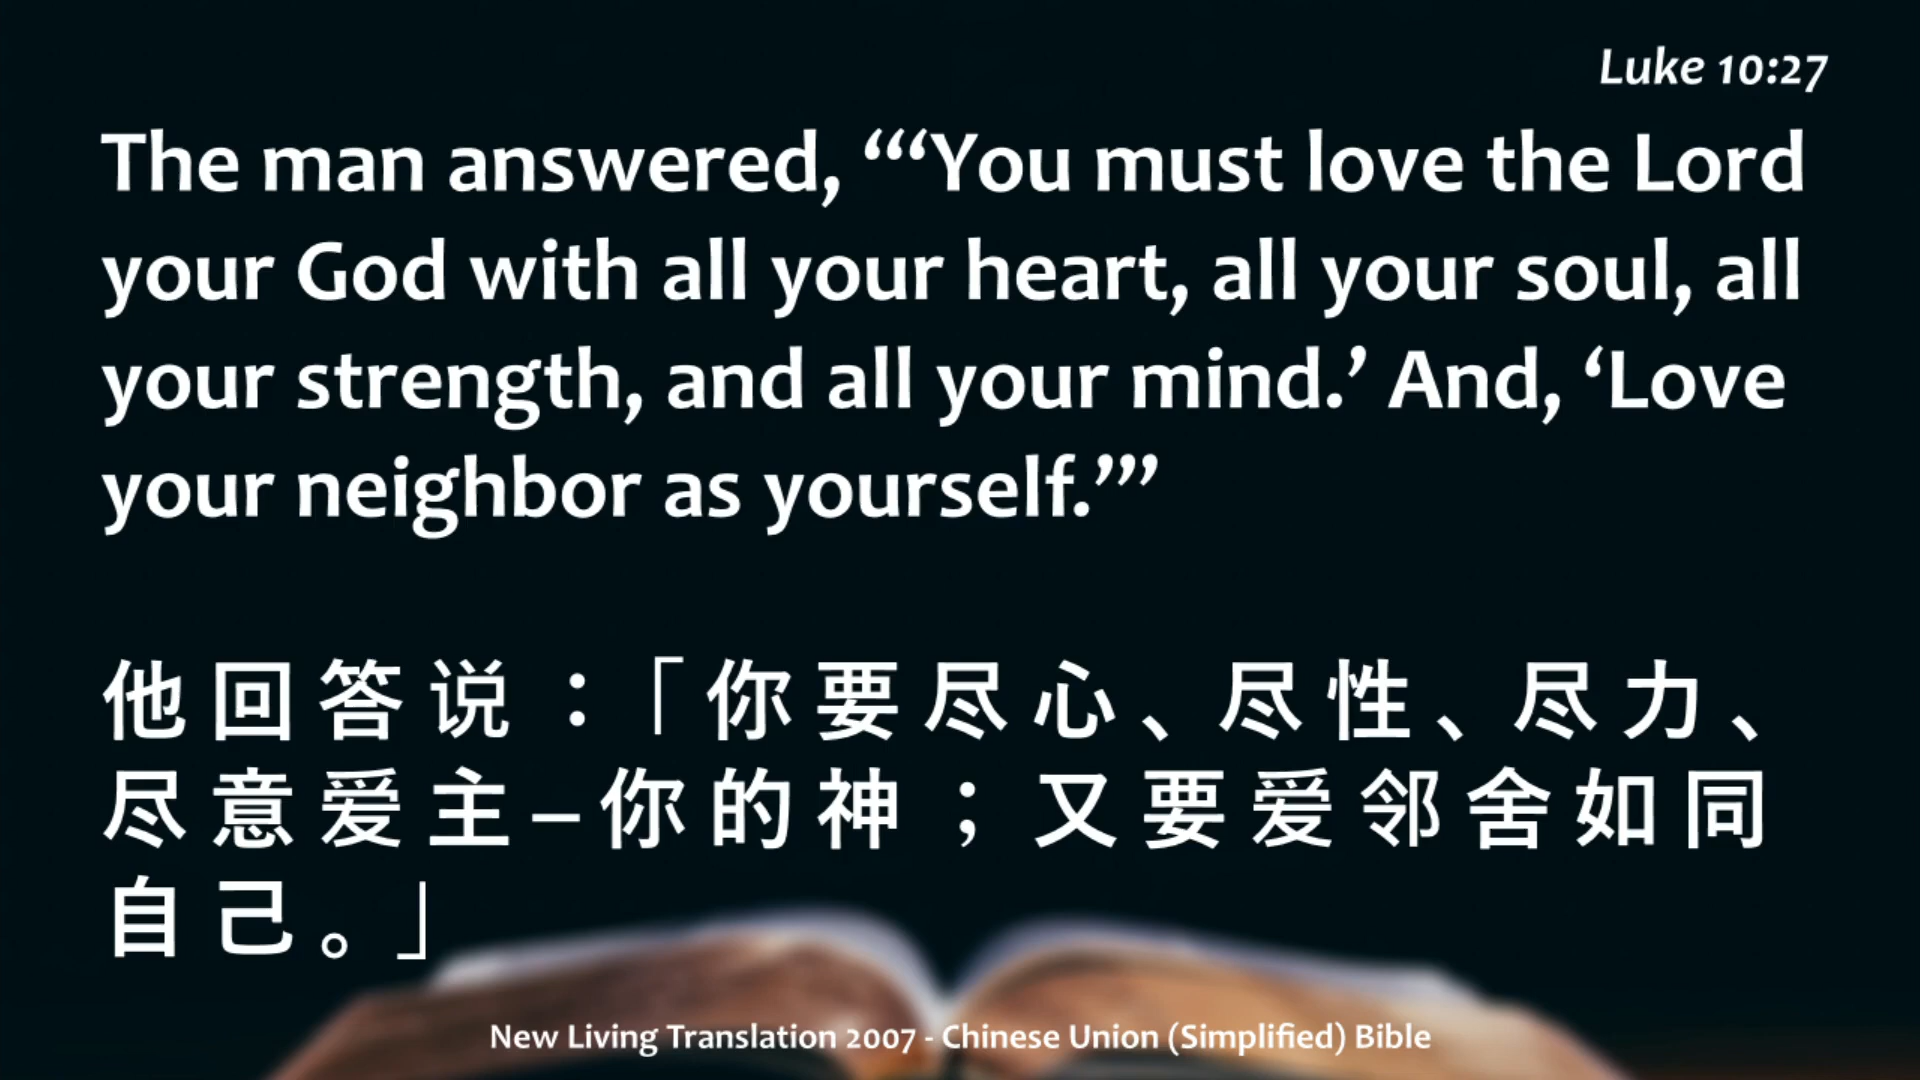 Luke 10:27
The man answered, “‘“You must love the Lord
your God with all your heart, all your soul, all
your strength, and all your mind.’ And, ‘Love
your neighbor as yourself.’”
他 回 答 说 ：「 你 要 尽 心 、 尽 性 、 尽 力 、
尽 意 爱 主 – 你 的 神 ； 又 要 爱 邻 舍 如 同
自 己 。 」
New Living Translation 2007 - Chinese Union (Simplified) Bible